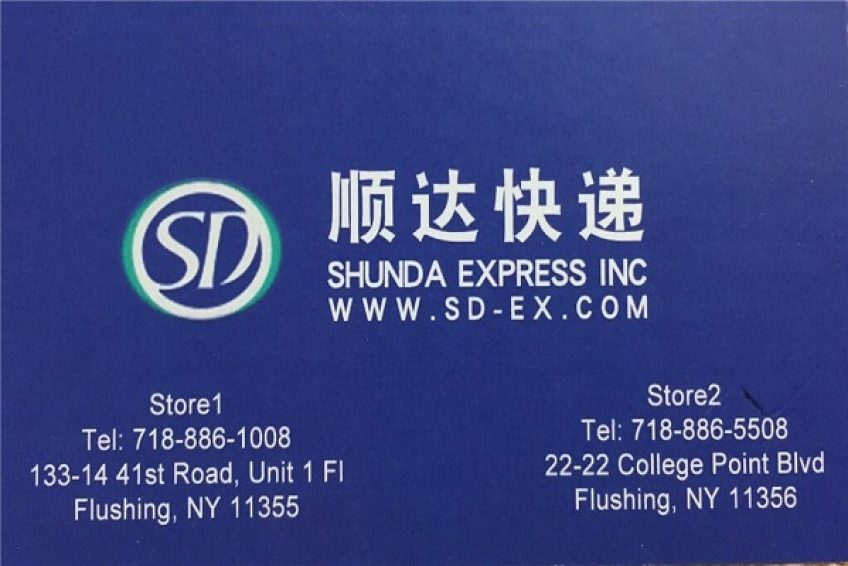 SD
顺达快递
SHUNDA EXPRESS INC
WWW.SD-EX.COM
Store1
Tel: 718-886-1008
133-14 41st Road, Unit 1 Fl
Flushing, NY 11355
Store2
Tel: 718-886-5508
22-22 College Point Blvd
Flushing, NY 11356